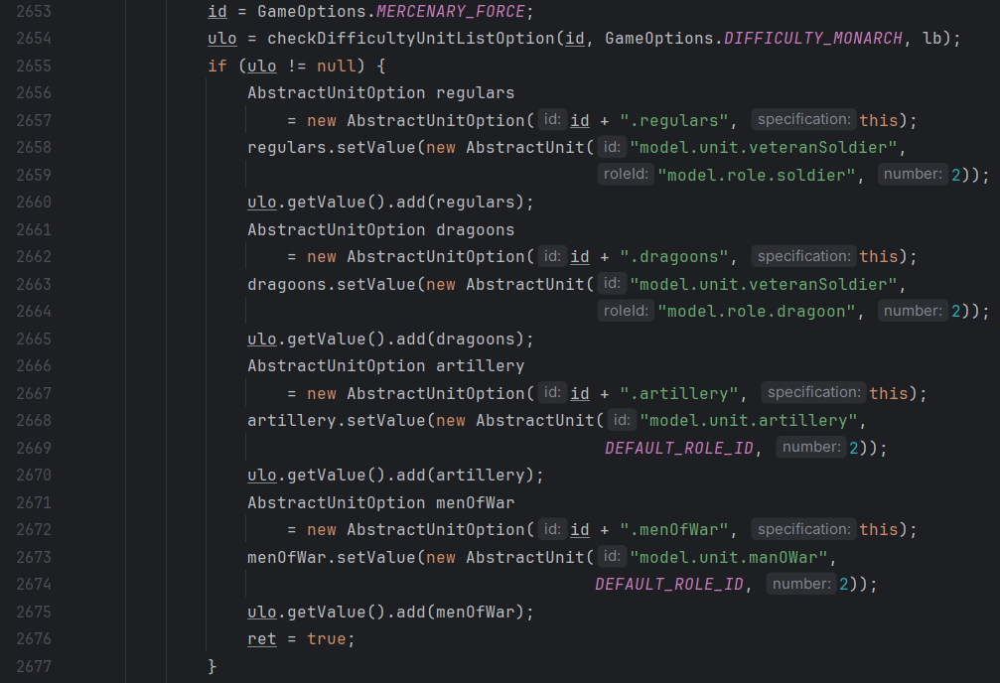 2653 id = GameOptions.MERCENARY_FORCE;
2654 ulo = checkDifficultyUnitListOption(id, GameOptions.DIFFICULTY_MONARCH, lb);
2655 if (ulo != null) {
2656 AbstractUnitOption regulars
2657 = new AbstractUnitOption( id: id + ".regulars", specification: this);
2658 regulars.setValue(new AbstractUnit( id: "model.unit.veteranSoldier",
2659 roleId: "model.role.soldier", number: 2));
2660 ulo.getValue().add(regulars);
2661 AbstractUnitOption dragoons
2662 = new AbstractUnitOption( id: id + ".dragoons", specification: this);
2663 dragoons.setValue(new AbstractUnit( id: "model.unit.veteranSoldier",
2664 roleId: "model.role.dragoon", number: 2));
2665 ulo.getValue().add(dragoons);
2666 AbstractUnitOption artillery
2667 = new AbstractUnitOption( id: id + ".artillery", specification: this);
2668 artillery.setValue(new AbstractUnit( id: "model.unit.artillery",
2669 DEFAULT_ROLE_ID, number: 2));
2670 ulo.getValue().add(artillery);
2671 AbstractUnitOption menOfWar
2672 = new AbstractUnitOption( id: id + ".menOfWar", specification: this);
2673 menOfWar.setValue(new AbstractUnit( id: "model.unit.manOWar",
2674 DEFAULT_ROLE_ID, number: 2));
2675 ulo.getValue().add(menOfWar);
2676 ret = true;
2677 }